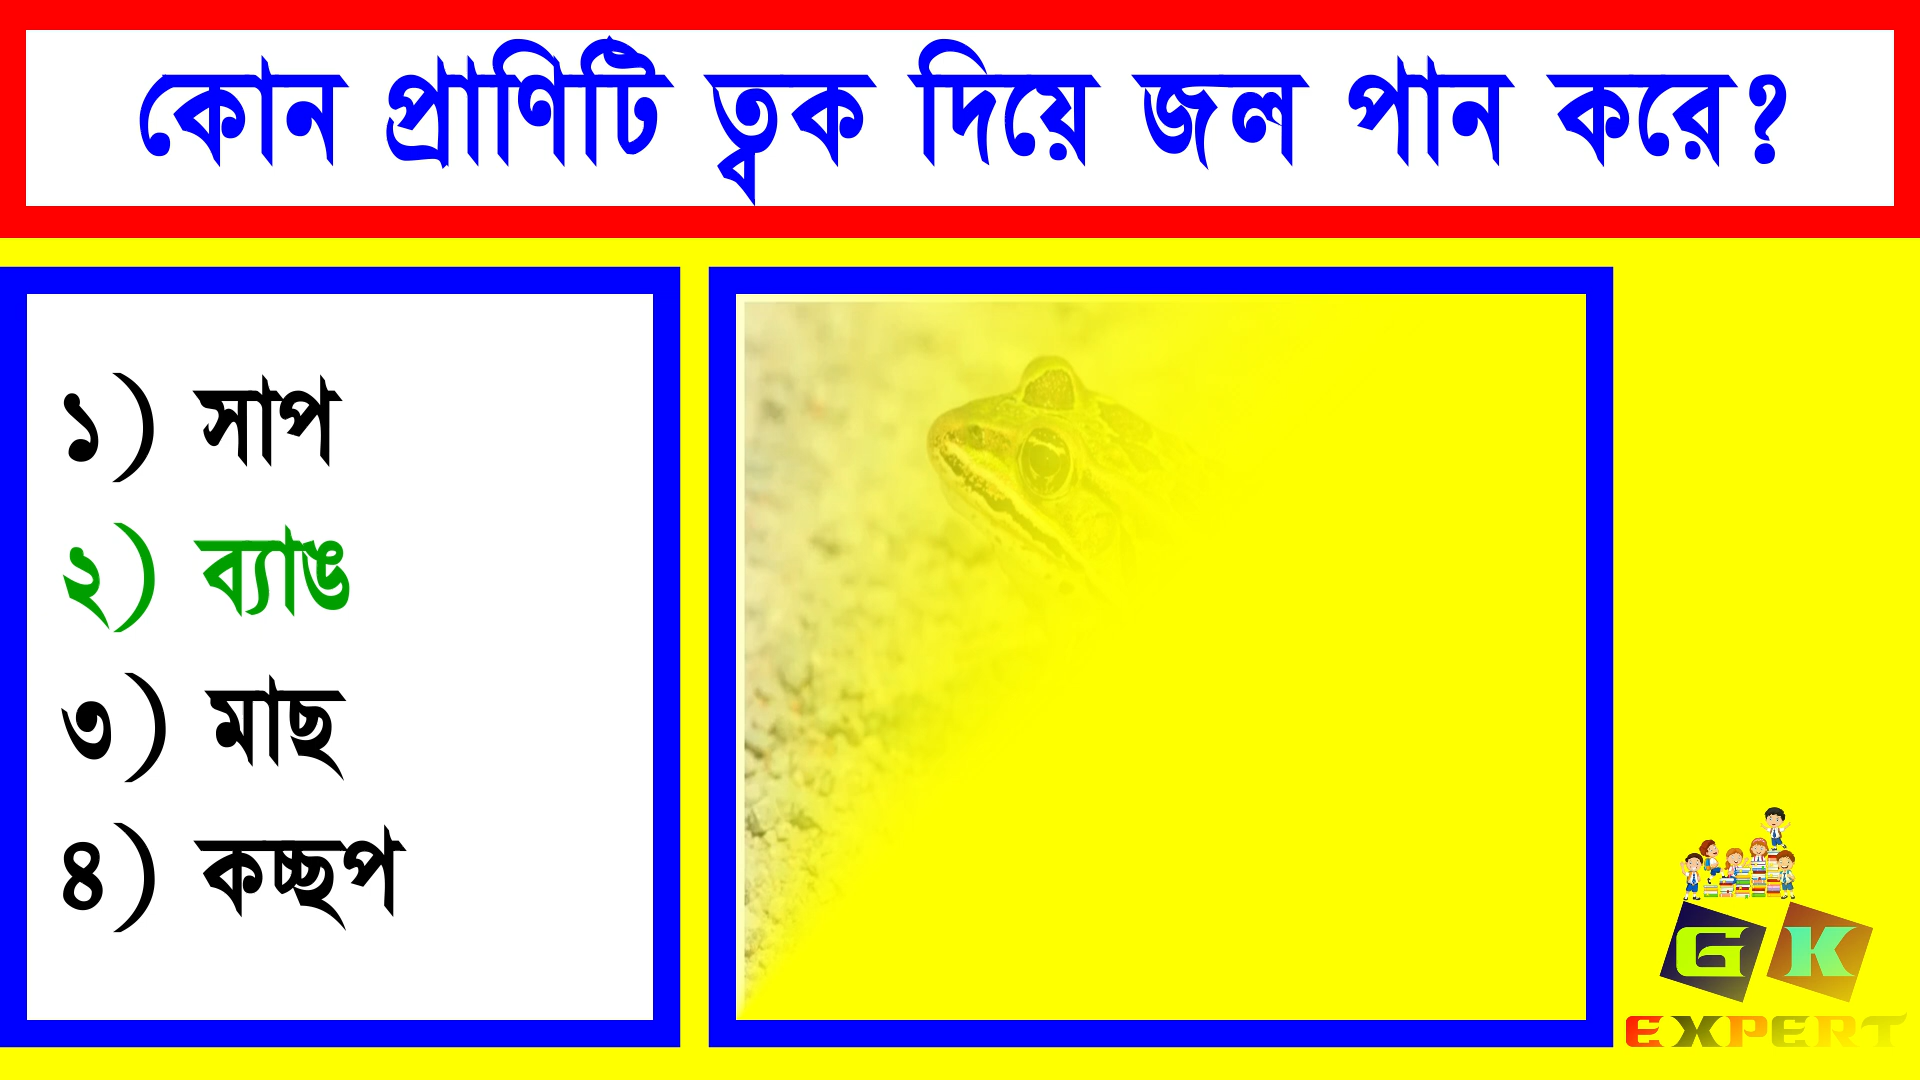 কোন প্রাণিটি ত্বক দিয়ে জল পান করে?
১) সাপ
২) ব্যাঙ
৩) মাছ
৪) কচ্ছপ
GK
EXPERT